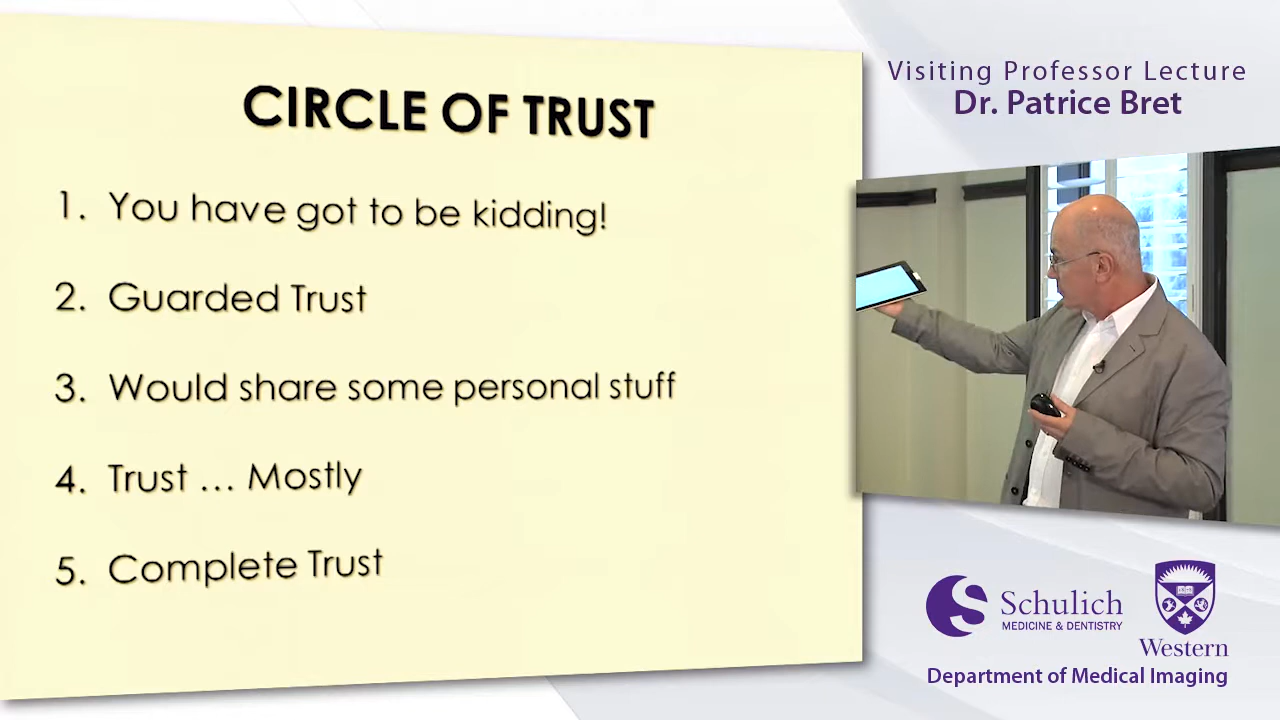 CIRCLE OF TRUST
1. You have got to be kidding!
2. Guarded Trust
3. Would share some personal stuff
4. Trust ... Mostly
5. Complete Trust
Visiting Professor Lecture
Dr. Patrice Bret
Schulich
MEDICINE & DENTISTRY
Western
Department of Medical Imaging